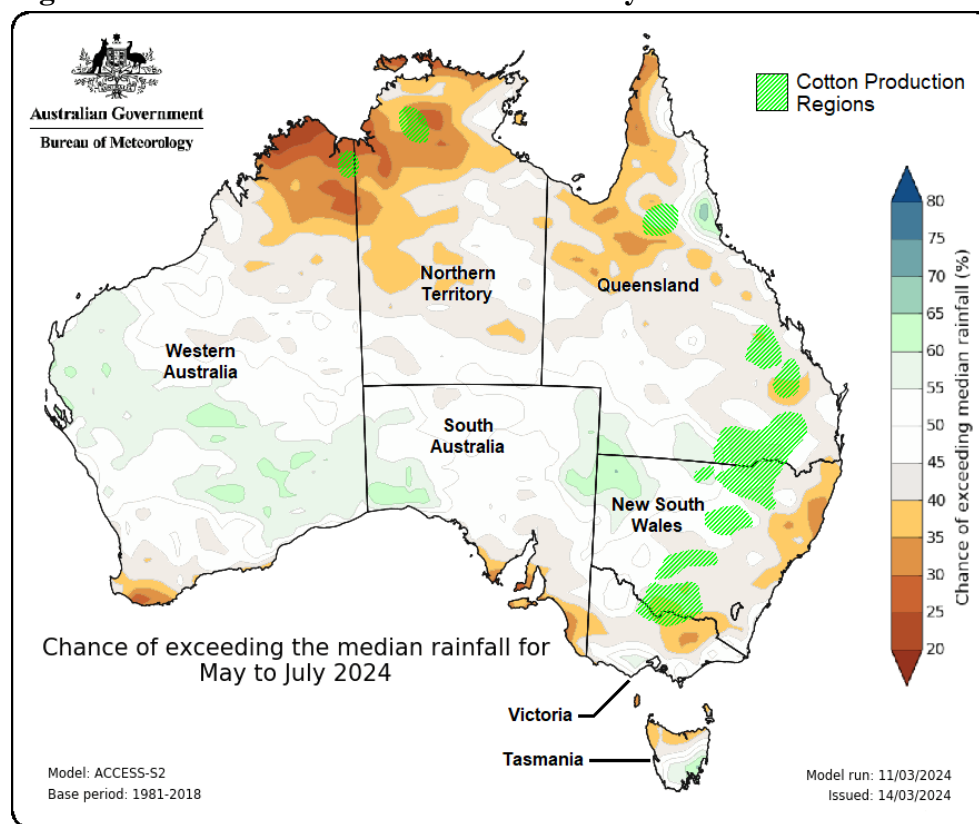 Australian Government
Bureau of Meteorology
Cotton Production
Regions
80
75
70
65
60
55
50
45
40
35
30
25
20
Chance of exceeding median rainfall (%)
Northern
Territory
Queensland
Western
Australia
South
Australia
New South
Wales
Chance of exceeding the median rainfall for
May to July 2024
Victoria
Tasmania
Model: ACCESS-S2
Base period: 1981-2018
Model run: 11/03/2024
Issued: 14/03/2024